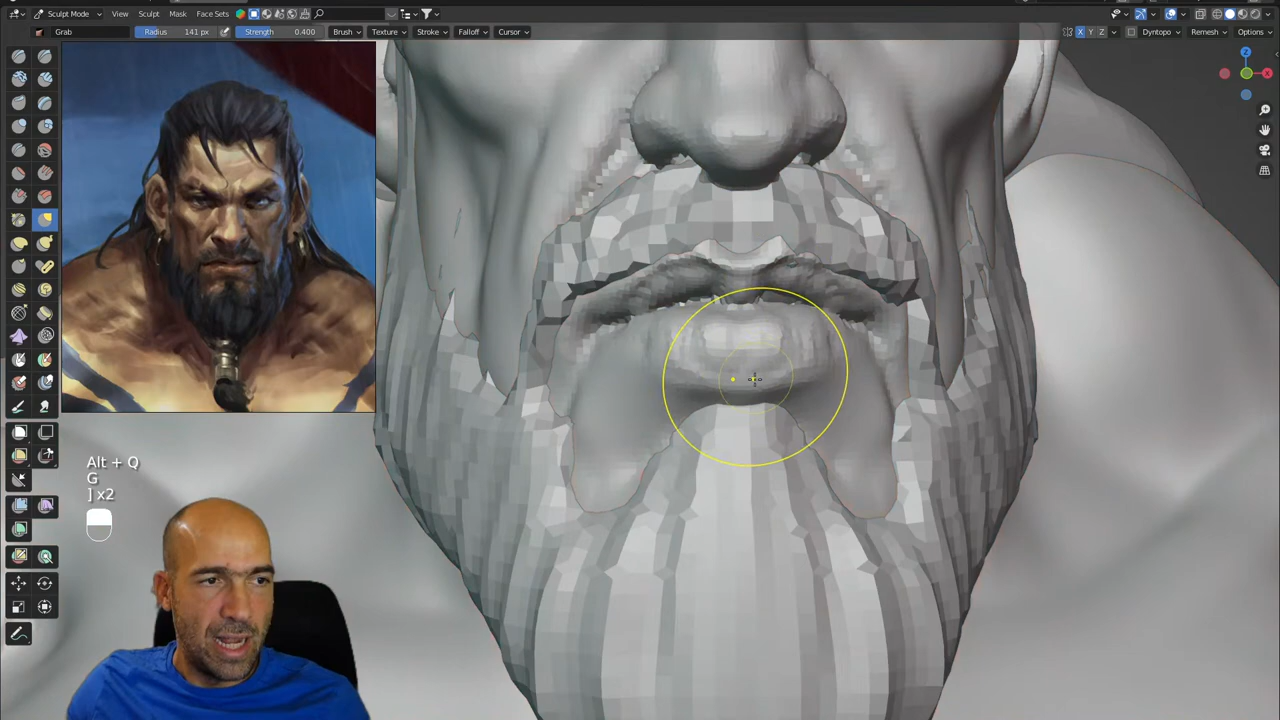 Sculpt Mode View Sculpt Mask Face Sets
Grab Radius 141 px Strength 0.400 Brush Texture Stroke Falloff Cursor X Y Z Dyntopo Remesh Options
Z
X
Alt + Q
G
] x2